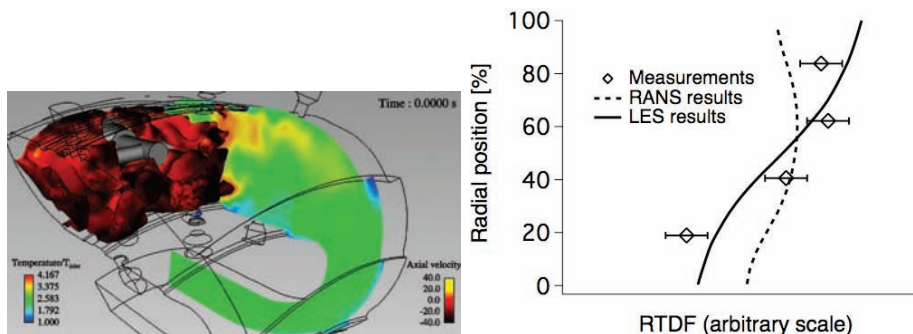 Time : 0.0000 s
Temperature/T
4.167
3.375
2.583
1.792
1.000
Axial velocity
40.0
20.0
0.0
-20.0
-40.0
Radial position [%]
100
80
60
40
20
0
Measurements
RANS results
LES results
RTDF (arbitrary scale)